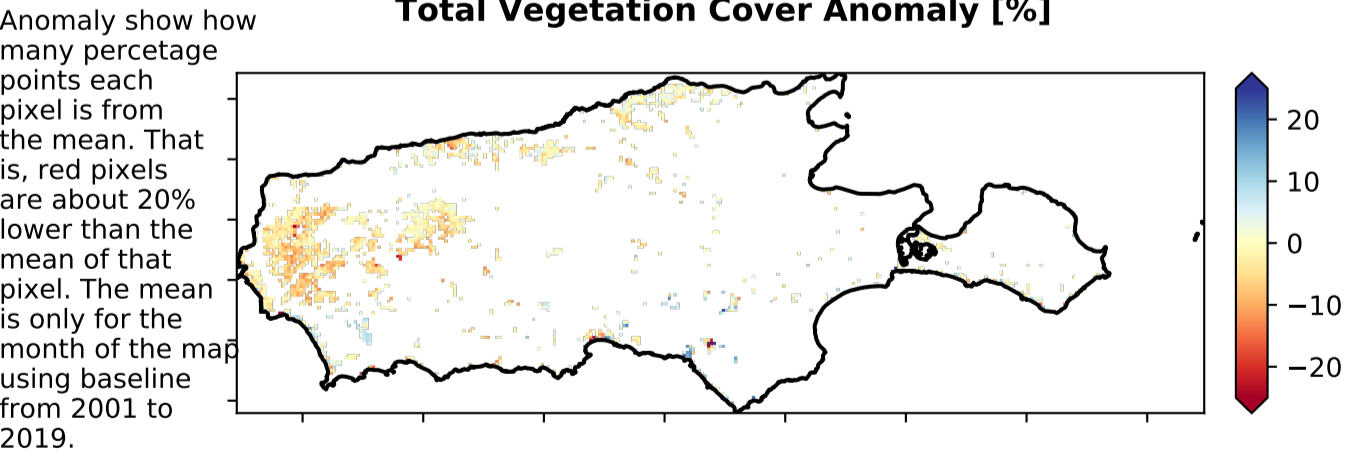 Total Vegetation Cover Anomaly [%]
Anomaly show how
many percetage
points each
pixel is from
the mean. That
is, red pixels
are about 20%
lower than the
mean of that
pixel. The mean
is only for the
month of the map
using baseline
from 2001 to
2019.
20
10
0
−10
−20